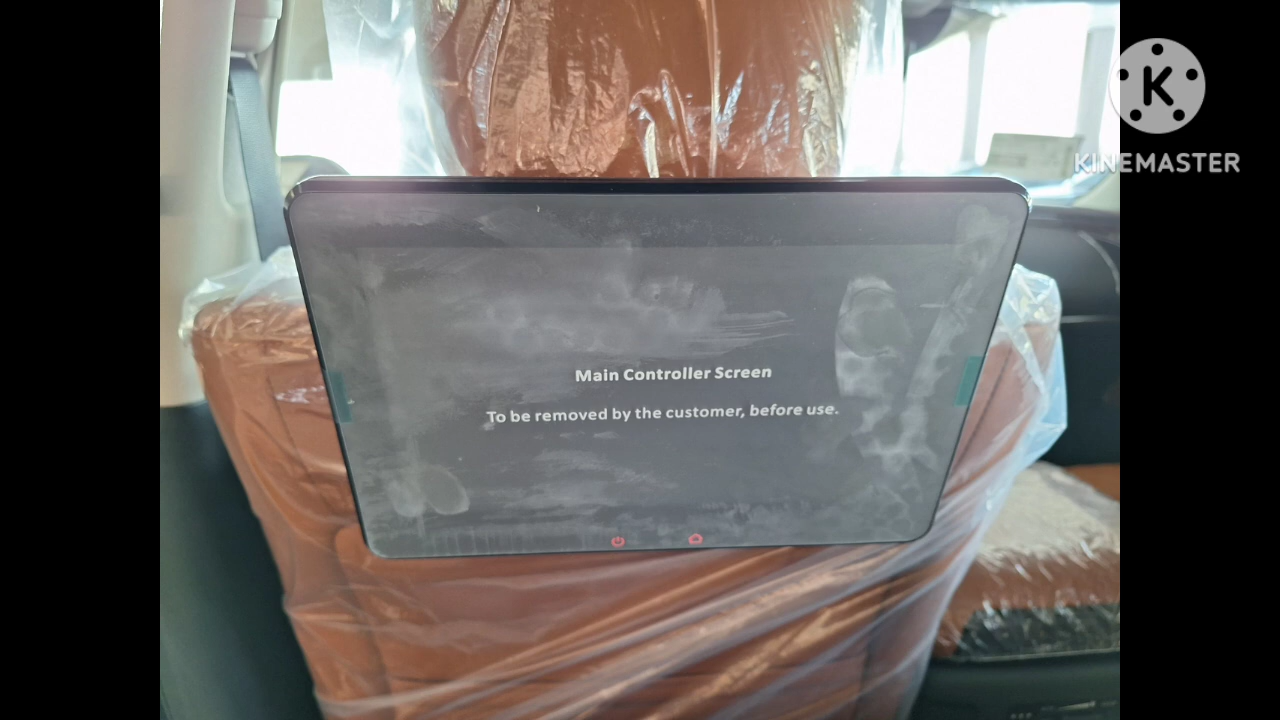 K
KINEMASTER
Main Controller Screen
To be removed by the customer, before use.